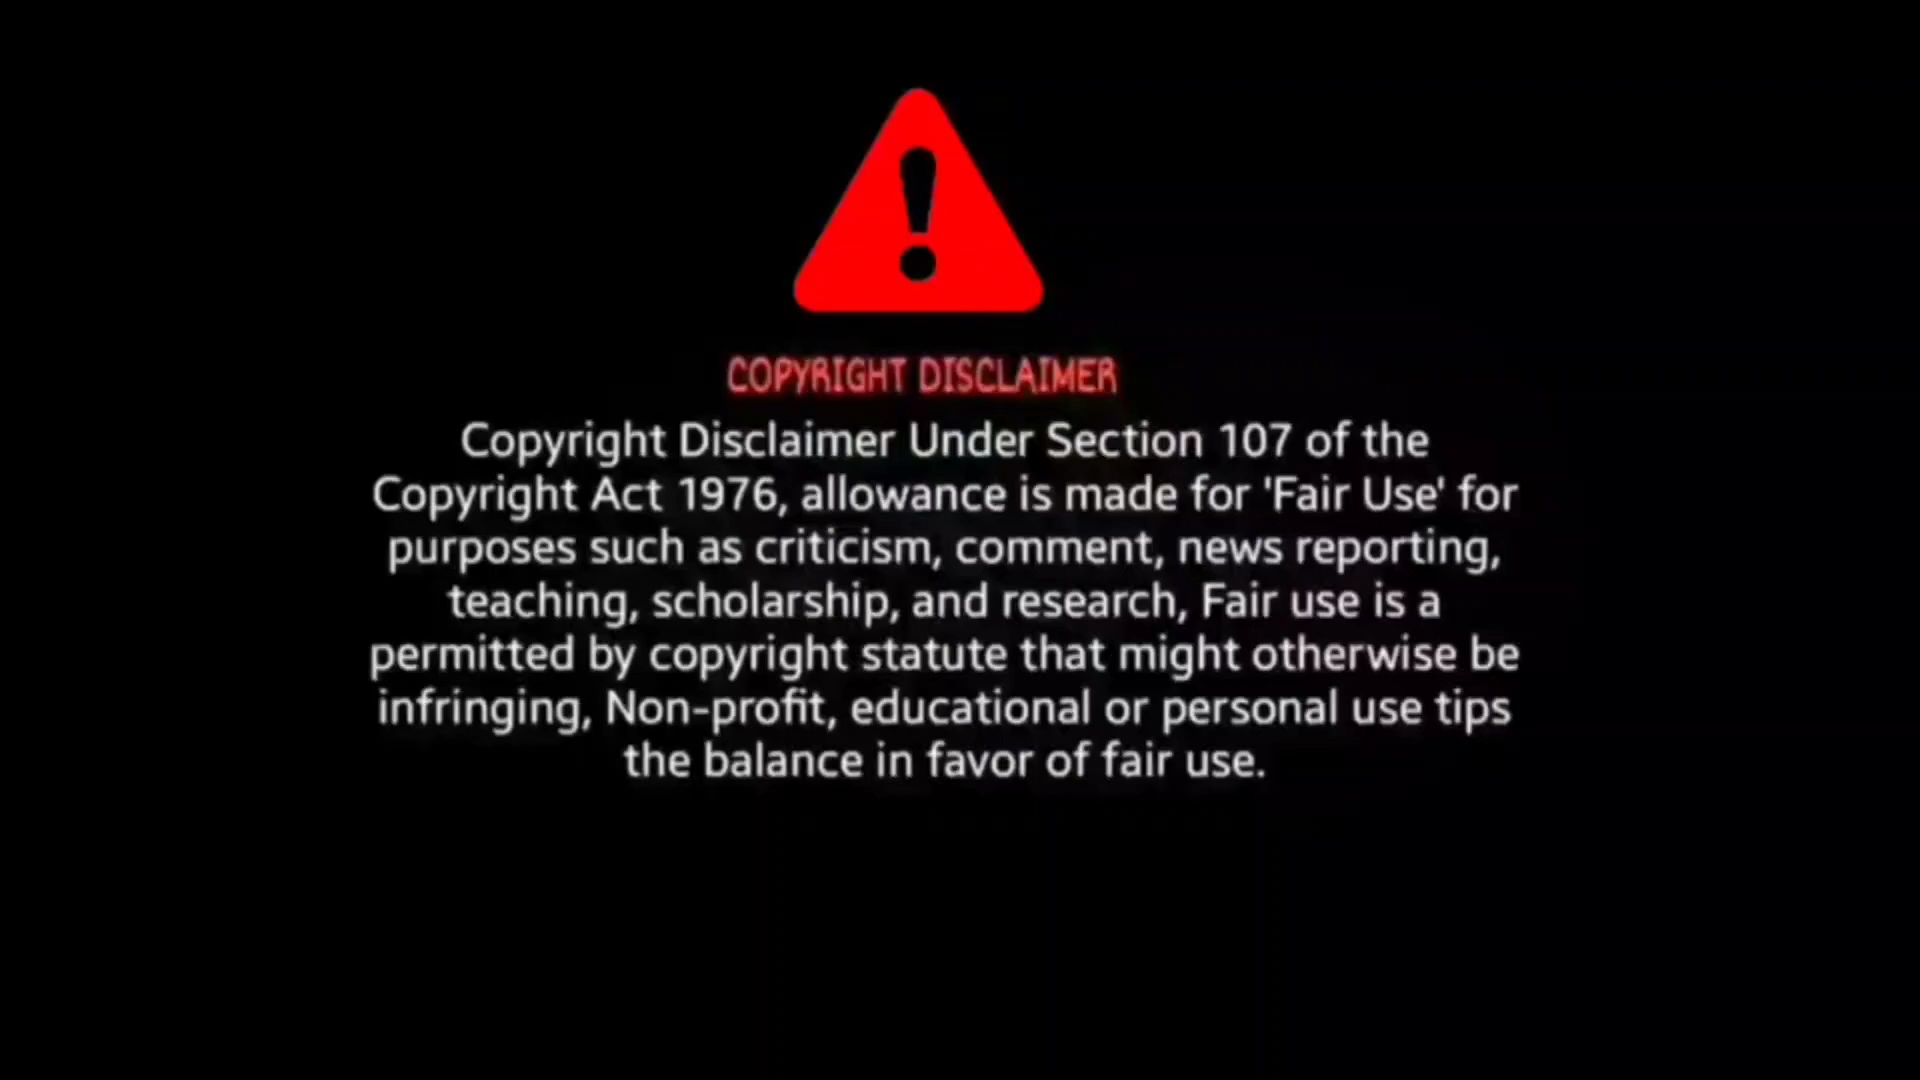 COPYRIGHT DISCLAIMER
Copyright Disclaimer Under Section 107 of the
Copyright Act 1976, allowance is made for 'Fair Use' for
purposes such as criticism, comment, news reporting,
teaching, scholarship, and research, Fair use is a
permitted by copyright statute that might otherwise be
infringing, Non-profit, educational or personal use tips
the balance in favor of fair use.